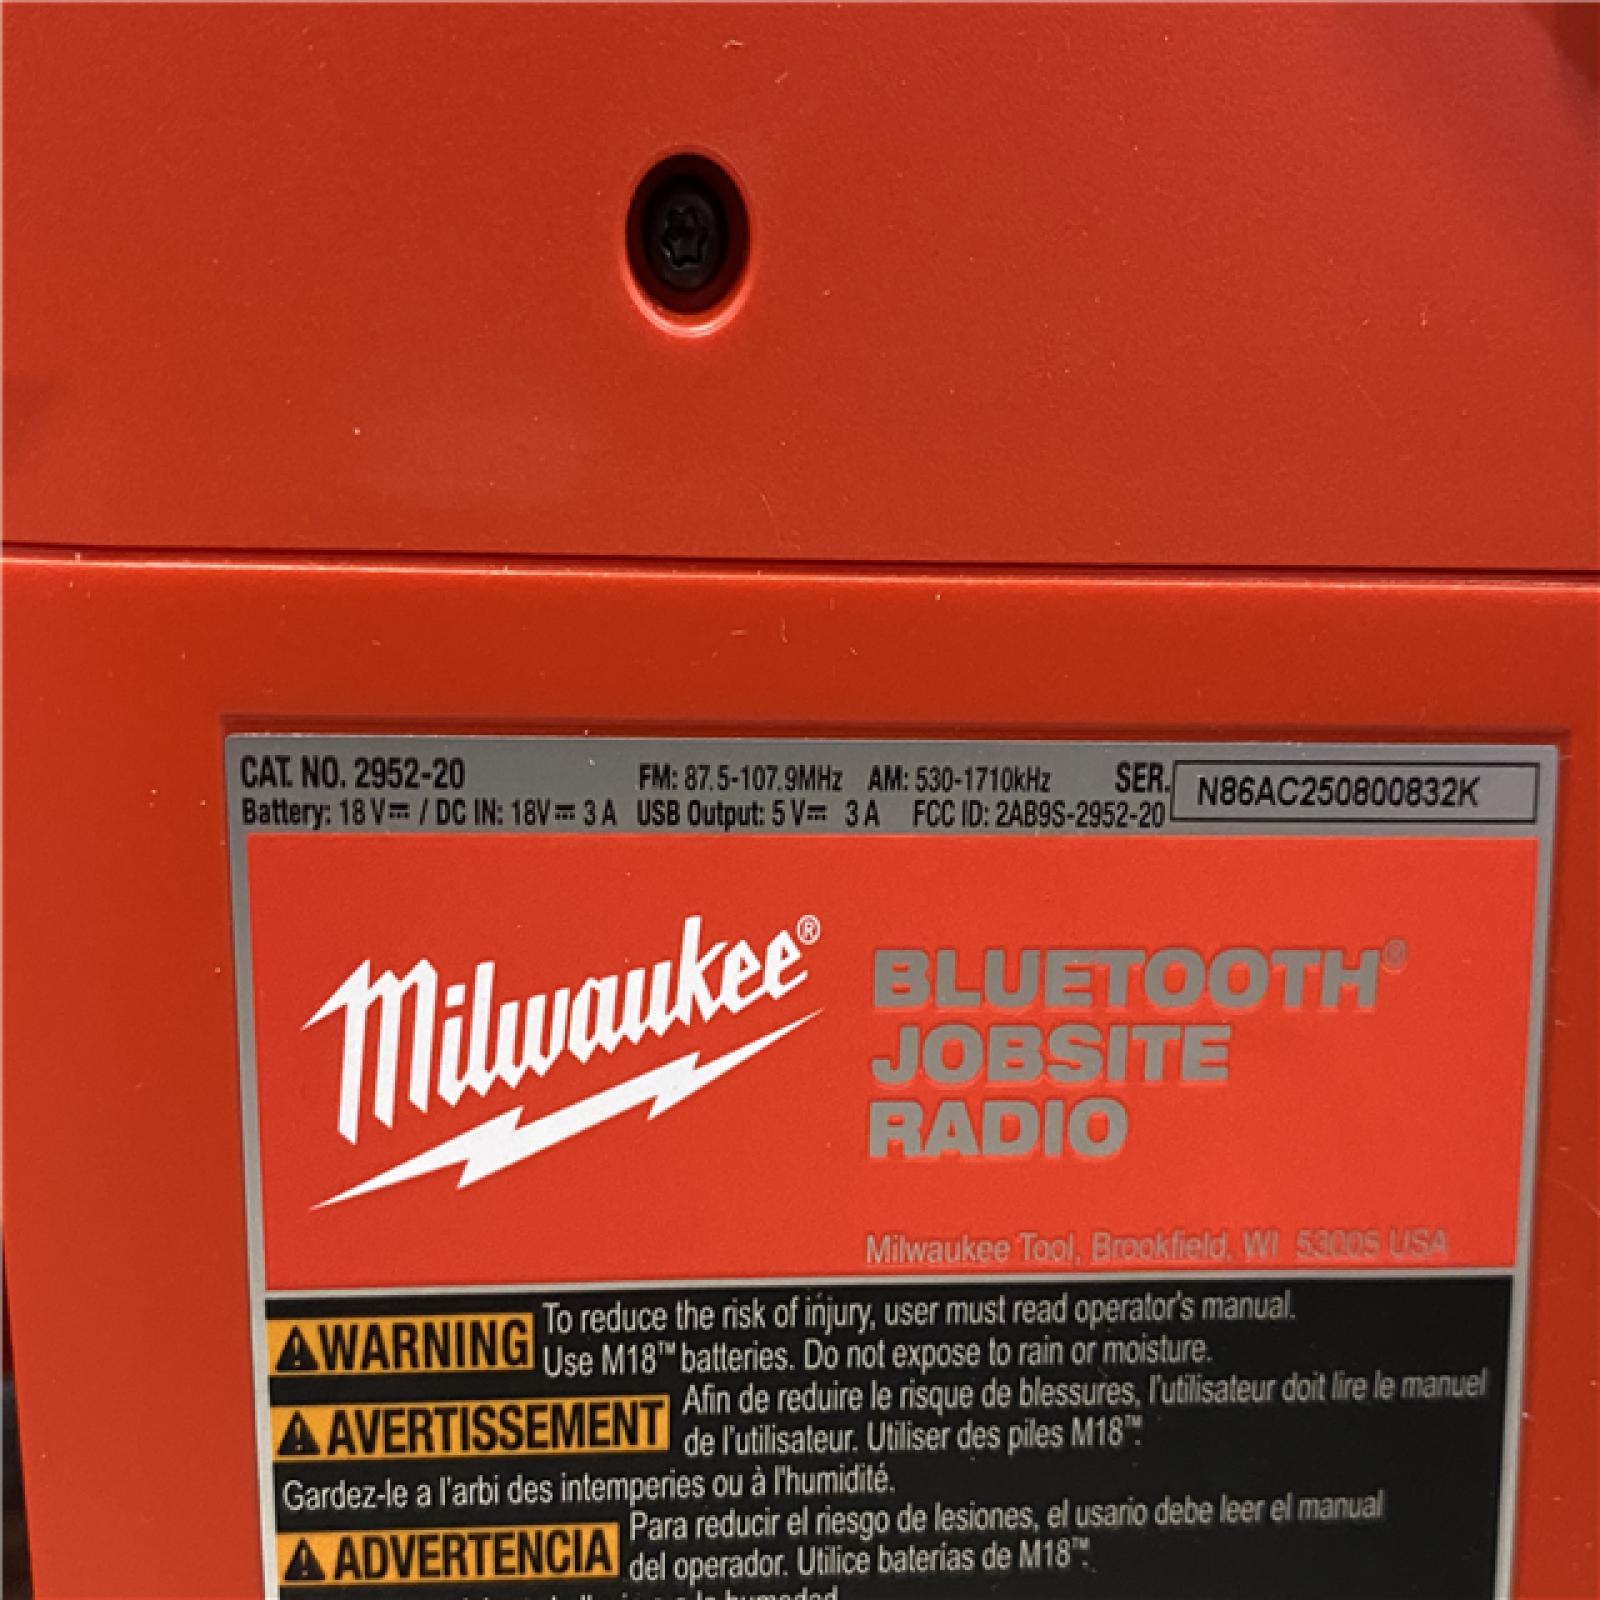 CAT. NO. 2952-20 FM: 87.5-107.9MHz AM: 530-1710kHz SER. N86AC250800832K
Battery: 18 V⎓ / DC IN: 18V⎓ 3 A USB Output: 5 V⎓ 3 A FCC ID: 2AB9S-2952-20
Milwaukee®
BLUETOOTH®
JOBSITE
RADIO
Milwaukee Tool, Brookfield, WI 53005 USA
⚠WARNING To reduce the risk of injury, user must read operator's manual.
Use M18™ batteries. Do not expose to rain or moisture.
⚠AVERTISSEMENT Afin de reduire le risque de blessures, l'utilisateur doit lire le manuel
de l'utilisateur. Utiliser des piles M18™.
Gardez-le a l'arbi des intemperies ou à l'humidité.
⚠ADVERTENCIA Para reducir el riesgo de lesiones, el usario debe leer el manual
del operador. Utilice baterías de M18™.
a la humedad